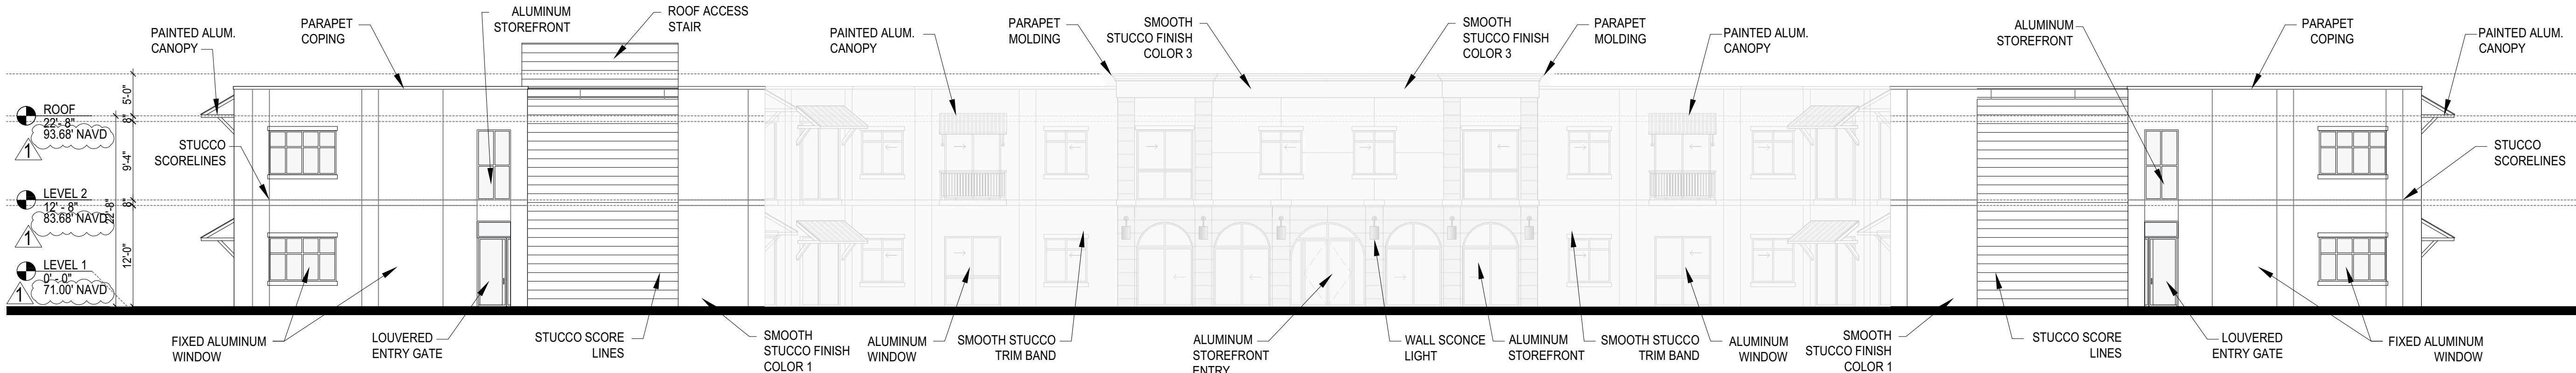 PAINTED ALUM.
CANOPY
PARAPET
COPING
ALUMINUM
STOREFRONT
ROOF ACCESS
STAIR
PAINTED ALUM.
CANOPY
PARAPET
MOLDING
SMOOTH
STUCCO FINISH
COLOR 3
SMOOTH
STUCCO FINISH
COLOR 3
PARAPET
MOLDING
PAINTED ALUM.
CANOPY
ALUMINUM
STOREFRONT
PARAPET
COPING
PAINTED ALUM.
CANOPY
ROOF
22'- 8"
93.68' NAVD
1
5'-0"
8"
9'-4"
STUCCO
SCORELINES
STUCCO
SCORELINES
LEVEL 2
12' - 8"
83.68' NAVD
1
22'-8"
8"
12'-0"
LEVEL 1
0' - 0"
71.00' NAVD
1
FIXED ALUMINUM
WINDOW
LOUVERED
ENTRY GATE
STUCCO SCORE
LINES
SMOOTH
STUCCO FINISH
COLOR 1
ALUMINUM
WINDOW
SMOOTH STUCCO
TRIM BAND
ALUMINUM
STOREFRONT
ENTRY
WALL SCONCE
LIGHT
ALUMINUM
STOREFRONT
SMOOTH STUCCO
TRIM BAND
ALUMINUM
WINDOW
SMOOTH
STUCCO FINISH
COLOR 1
STUCCO SCORE
LINES
LOUVERED
ENTRY GATE
FIXED ALUMINUM
WINDOW